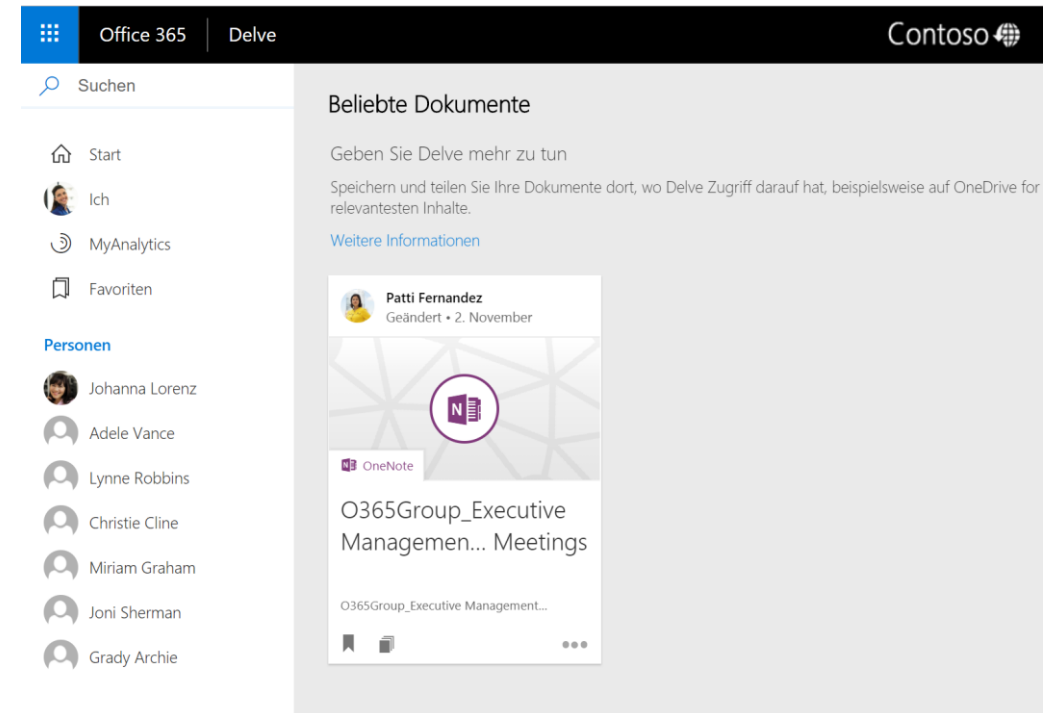 Office 365
Delve
Contoso
Suchen
Start
Ich
MyAnalytics
Favoriten
Personen
Johanna Lorenz
Adele Vance
Lynne Robbins
Christie Cline
Miriam Graham
Joni Sherman
Grady Archie
Beliebte Dokumente
Geben Sie Delve mehr zu tun
Speichern und teilen Sie Ihre Dokumente dort, wo Delve Zugriff darauf hat, beispielsweise auf OneDrive for
relevantesten Inhalte.
Weitere Informationen
Patti Fernandez
Geändert • 2. November
N
N OneNote
O365Group_Executive
Managemen... Meetings
O365Group_Executive Management...